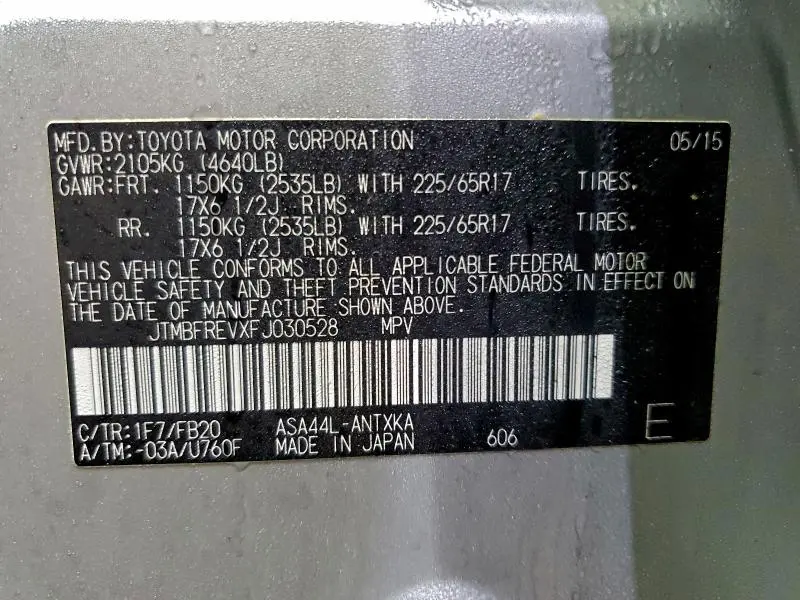 MFD.BY:TOYOTA MOTOR CORPORATION 05/15
GVWR:2105KG (4640LB)
GAWR:FRT. 1150KG (2535LB) WITH 225/65R17 TIRES.
17X6 1/2J RIMS.
RR. 1150KG (2535LB) WITH 225/65R17 TIRES.
17X6 1/2J RIMS.
THIS VEHICLE CONFORMS TO ALL APPLICABLE FEDERAL MOTOR
VEHICLE SAFETY AND THEFT PREVENTION STANDARDS IN EFFECT ON
THE DATE OF MANUFACTURE SHOWN ABOVE.
JTMBFREVXFJ030528 MPV
C/TR:1F7/FB20 ASA44L-ANTXKA
A/TM:-03A/U760F MADE IN JAPAN 606 E